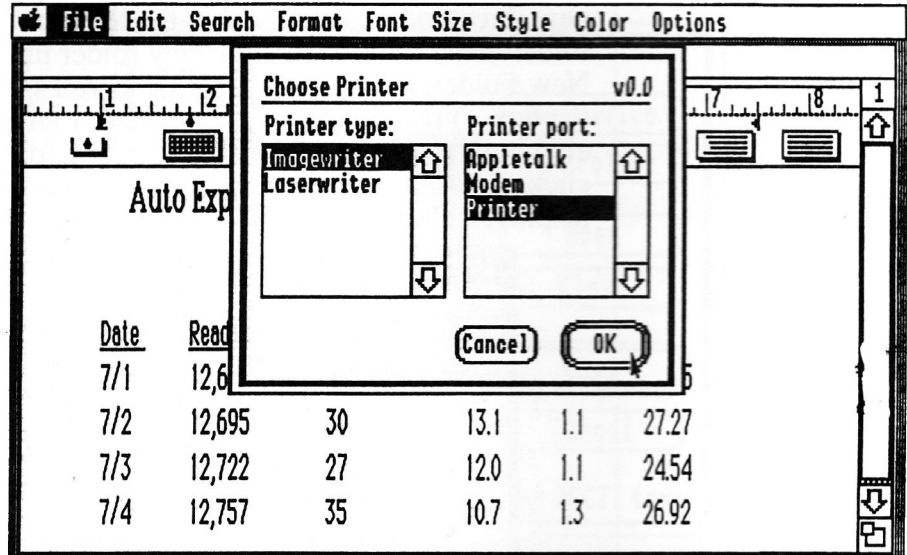 File Edit Search Format Font Size Style Color Options
Choose Printer v0.0
1 2 7 8 1
Printer type: Printer port:
Imagewriter Appletalk
Laserwriter Modem
Printer
Auto Exp
Cancel OK
Date Read
7/1 12,6 5
7/2 12,695 30 13.1 1.1 27.27
7/3 12,722 27 12.0 1.1 24.54
7/4 12,757 35 10.7 1.3 26.92